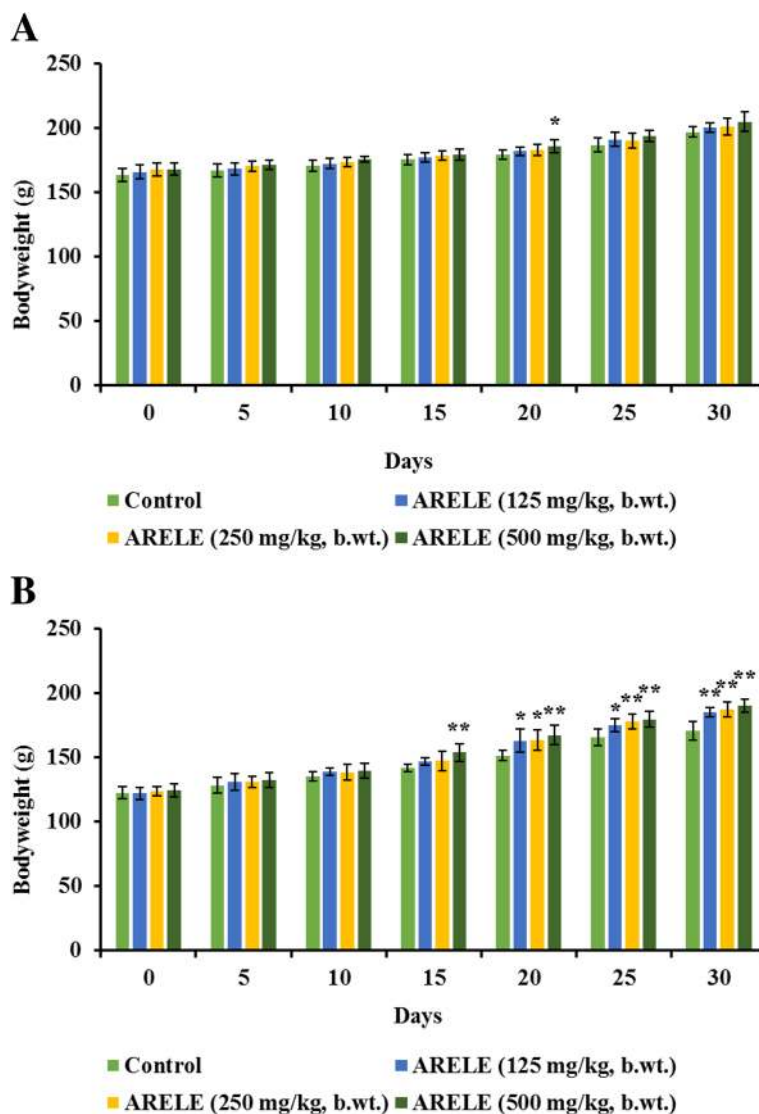 A
250
200
150
100
50
0
Bodyweight (g)
*
0 5 10 15 20 25 30
Days
Control ARELE (125 mg/kg, b.wt.)
ARELE (250 mg/kg, b.wt.) ARELE (500 mg/kg, b.wt.)
B
250
200
150
100
50
0
Bodyweight (g)
** * * ** * ** ** ** ** **
0 5 10 15 20 25 30
Days
Control ARELE (125 mg/kg, b.wt.)
ARELE (250 mg/kg, b.wt.) ARELE (500 mg/kg, b.wt.)